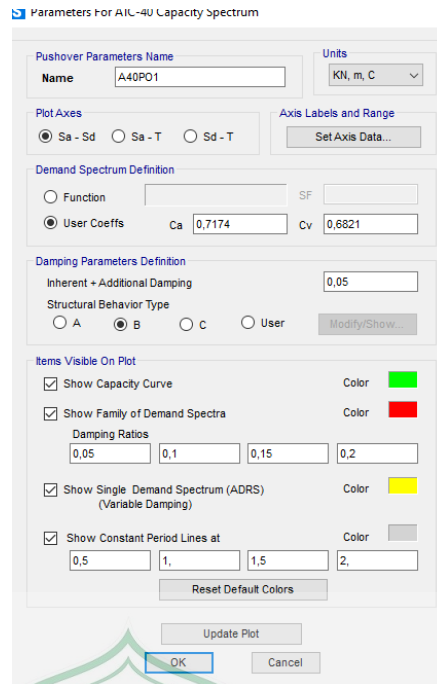 Parameters For ATC-40 Capacity Spectrum
Pushover Parameters Name
Name A40PO1
Units
KN, m, C
Plot Axes
Sa - Sd Sa - T Sd - T
Axis Labels and Range
Set Axis Data...
Demand Spectrum Definition
Function SF
User Coeffs Ca 0,7174 Cv 0,6821
Damping Parameters Definition
Inherent + Additional Damping 0,05
Structural Behavior Type
A B C User Modify/Show...
Items Visible On Plot
Show Capacity Curve Color
Show Family of Demand Spectra Color
Damping Ratios
0,05 0,1 0,15 0,2
Show Single Demand Spectrum (ADRS) Color
(Variable Damping)
Show Constant Period Lines at Color
0,5 1, 1,5 2,
Reset Default Colors
Update Plot
OK Cancel